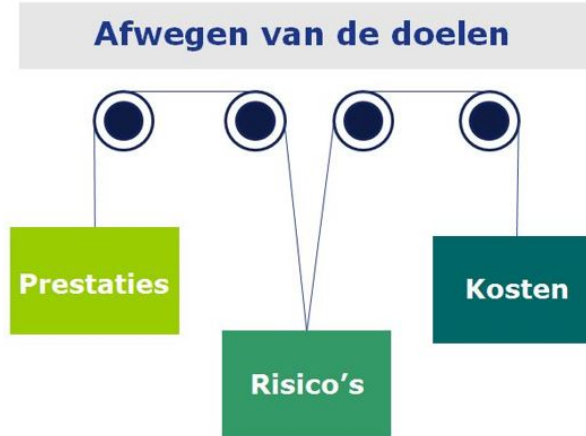 Afwegen van de doelen
Prestaties
Kosten
Risico’s